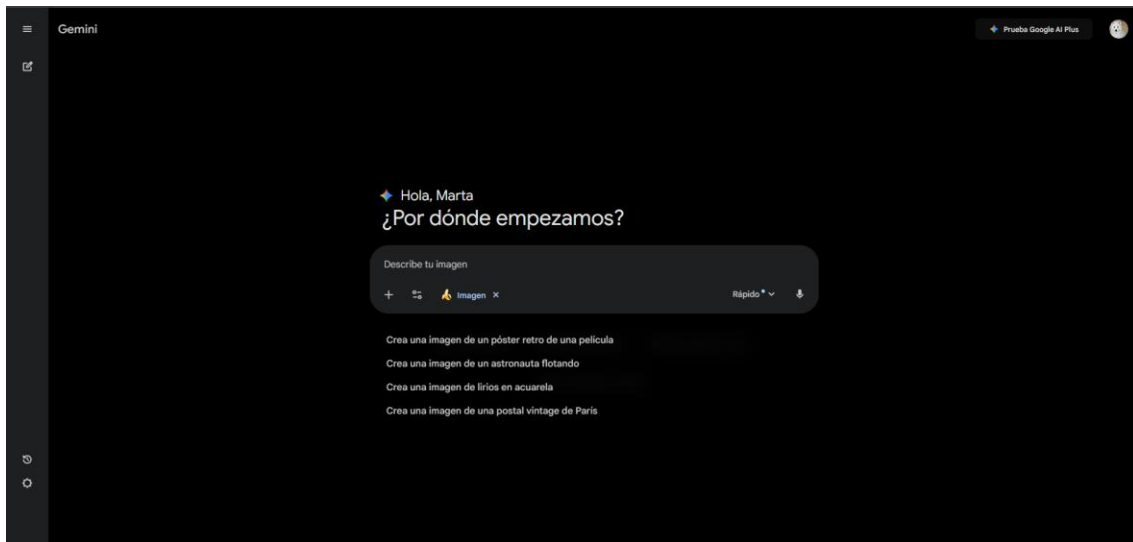 Gemini
Prueba Google AI Plus
Hola, Marta
¿Por dónde empezamos?
Describe tu imagen
Imagen
Rápido
Crea una imagen de un póster retro de una película
Crea una imagen de un astronauta flotando
Crea una imagen de lirios en acuarela
Crea una imagen de una postal vintage de París